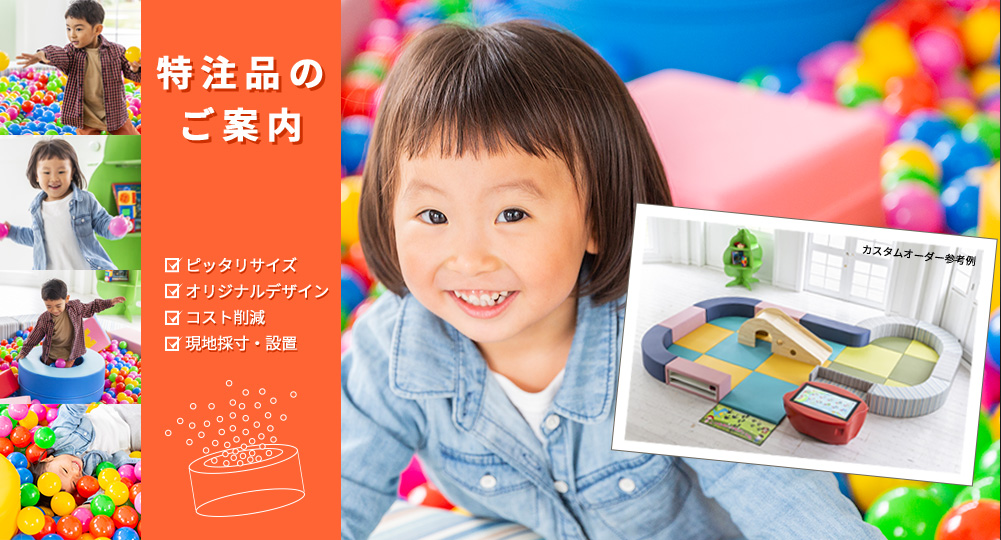 特注品の
ご案内
ピッタリサイズ
オリジナルデザイン
コスト削減
現地採寸・設置
カスタムオーダー参考例